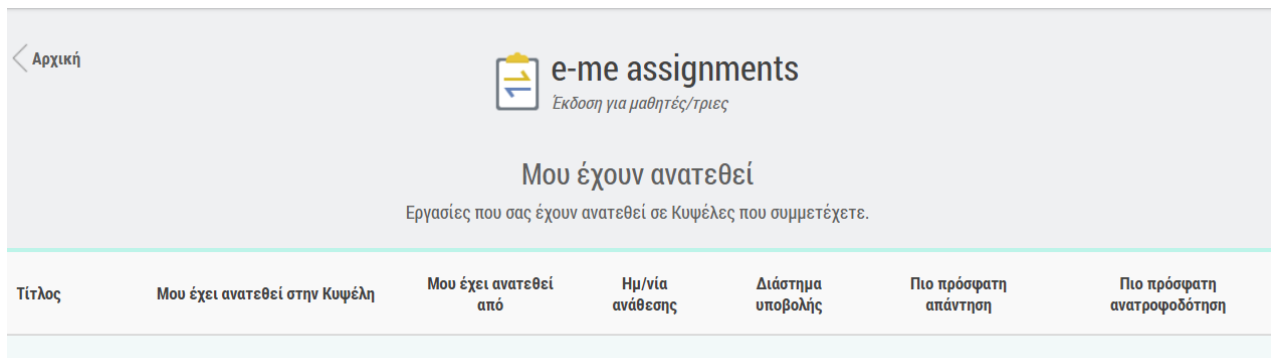 Αρχική
e-me assignments
Έκδοση για μαθητές/τριες
Μου έχουν ανατεθεί
Εργασίες που σας έχουν ανατεθεί σε Κυψέλες που συμμετέχετε.
Τίτλος
Μου έχει ανατεθεί στην Κυψέλη
Μου έχει ανατεθεί
από
Ημ/νία
ανάθεσης
Διάστημα
υποβολής
Πιο πρόσφατη
απάντηση
Πιο πρόσφατη
ανατροφοδότηση